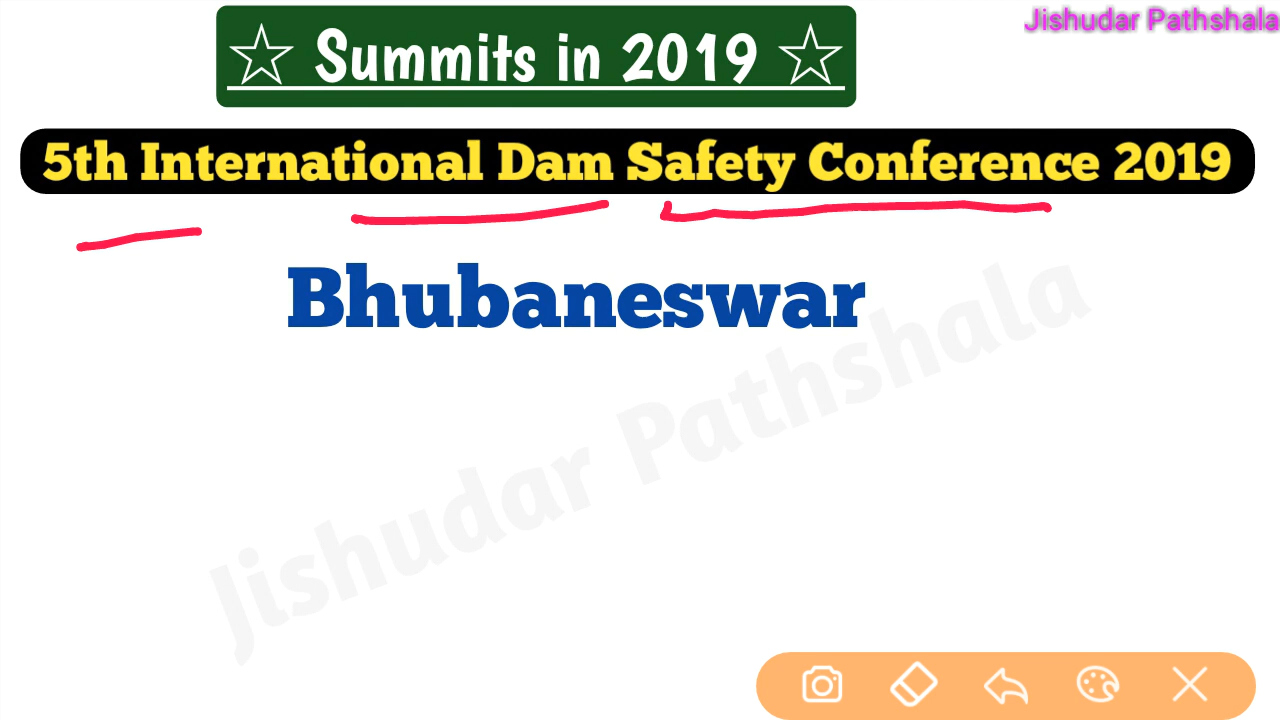 Jishudar Pathshala
☆ Summits in 2019 ☆
5th International Dam Safety Conference 2019
Bhubaneswar
Jishudar Pathshala